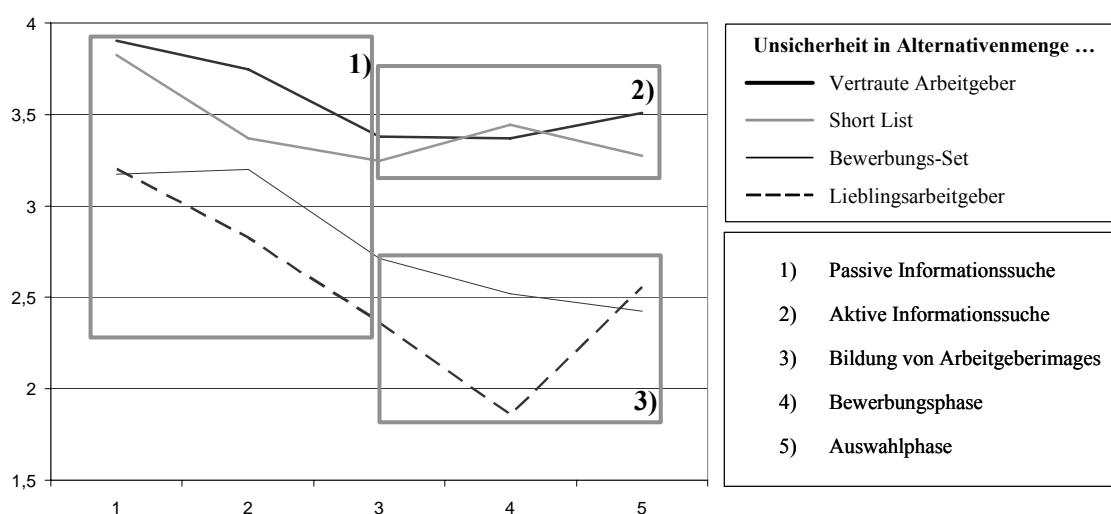 4
3,5
3
2,5
2
1,5
1 2 3 4 5
1)
2)
3)
Unsicherheit in Alternativenmenge …
Vertraute Arbeitgeber
Short List
Bewerbungs-Set
Lieblingsarbeitgeber
1) Passive Informationssuche
2) Aktive Informationssuche
3) Bildung von Arbeitgeberimages
4) Bewerbungsphase
5) Auswahlphase